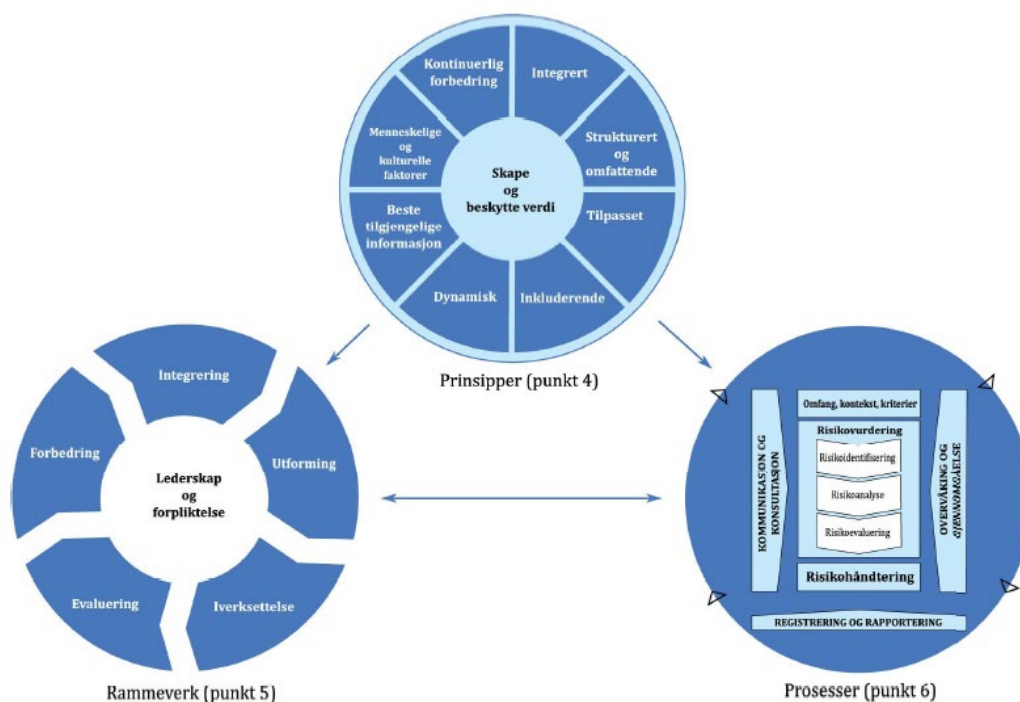 Kontinuerlig
forbedring
Integrert
Menneskelige
og
kulturelle
faktorer
Strukturert
og
omfattende
Skape
og
beskytte verdi
Beste
tilgjengelige
informasjon
Tilpasset
Dynamisk
Inkluderende
Prinsipper (punkt 4)
Integrering
Forbedring
Utforming
Lederskap
og
forpliktelse
Evaluering
Iverksettelse
Rammeverk (punkt 5)
Omfang, kontekst, kriterier
Risikovurdering
Risikoidentifisering
Risikoanalyse
Risikoevaluering
KOMMUNIKASJON OG
KONSULTASJON
OVERVÅKING OG
GJENNOMGÅELSE
Risikohåndtering
REGISTRERING OG RAPPORTERING
Prosesser (punkt 6)